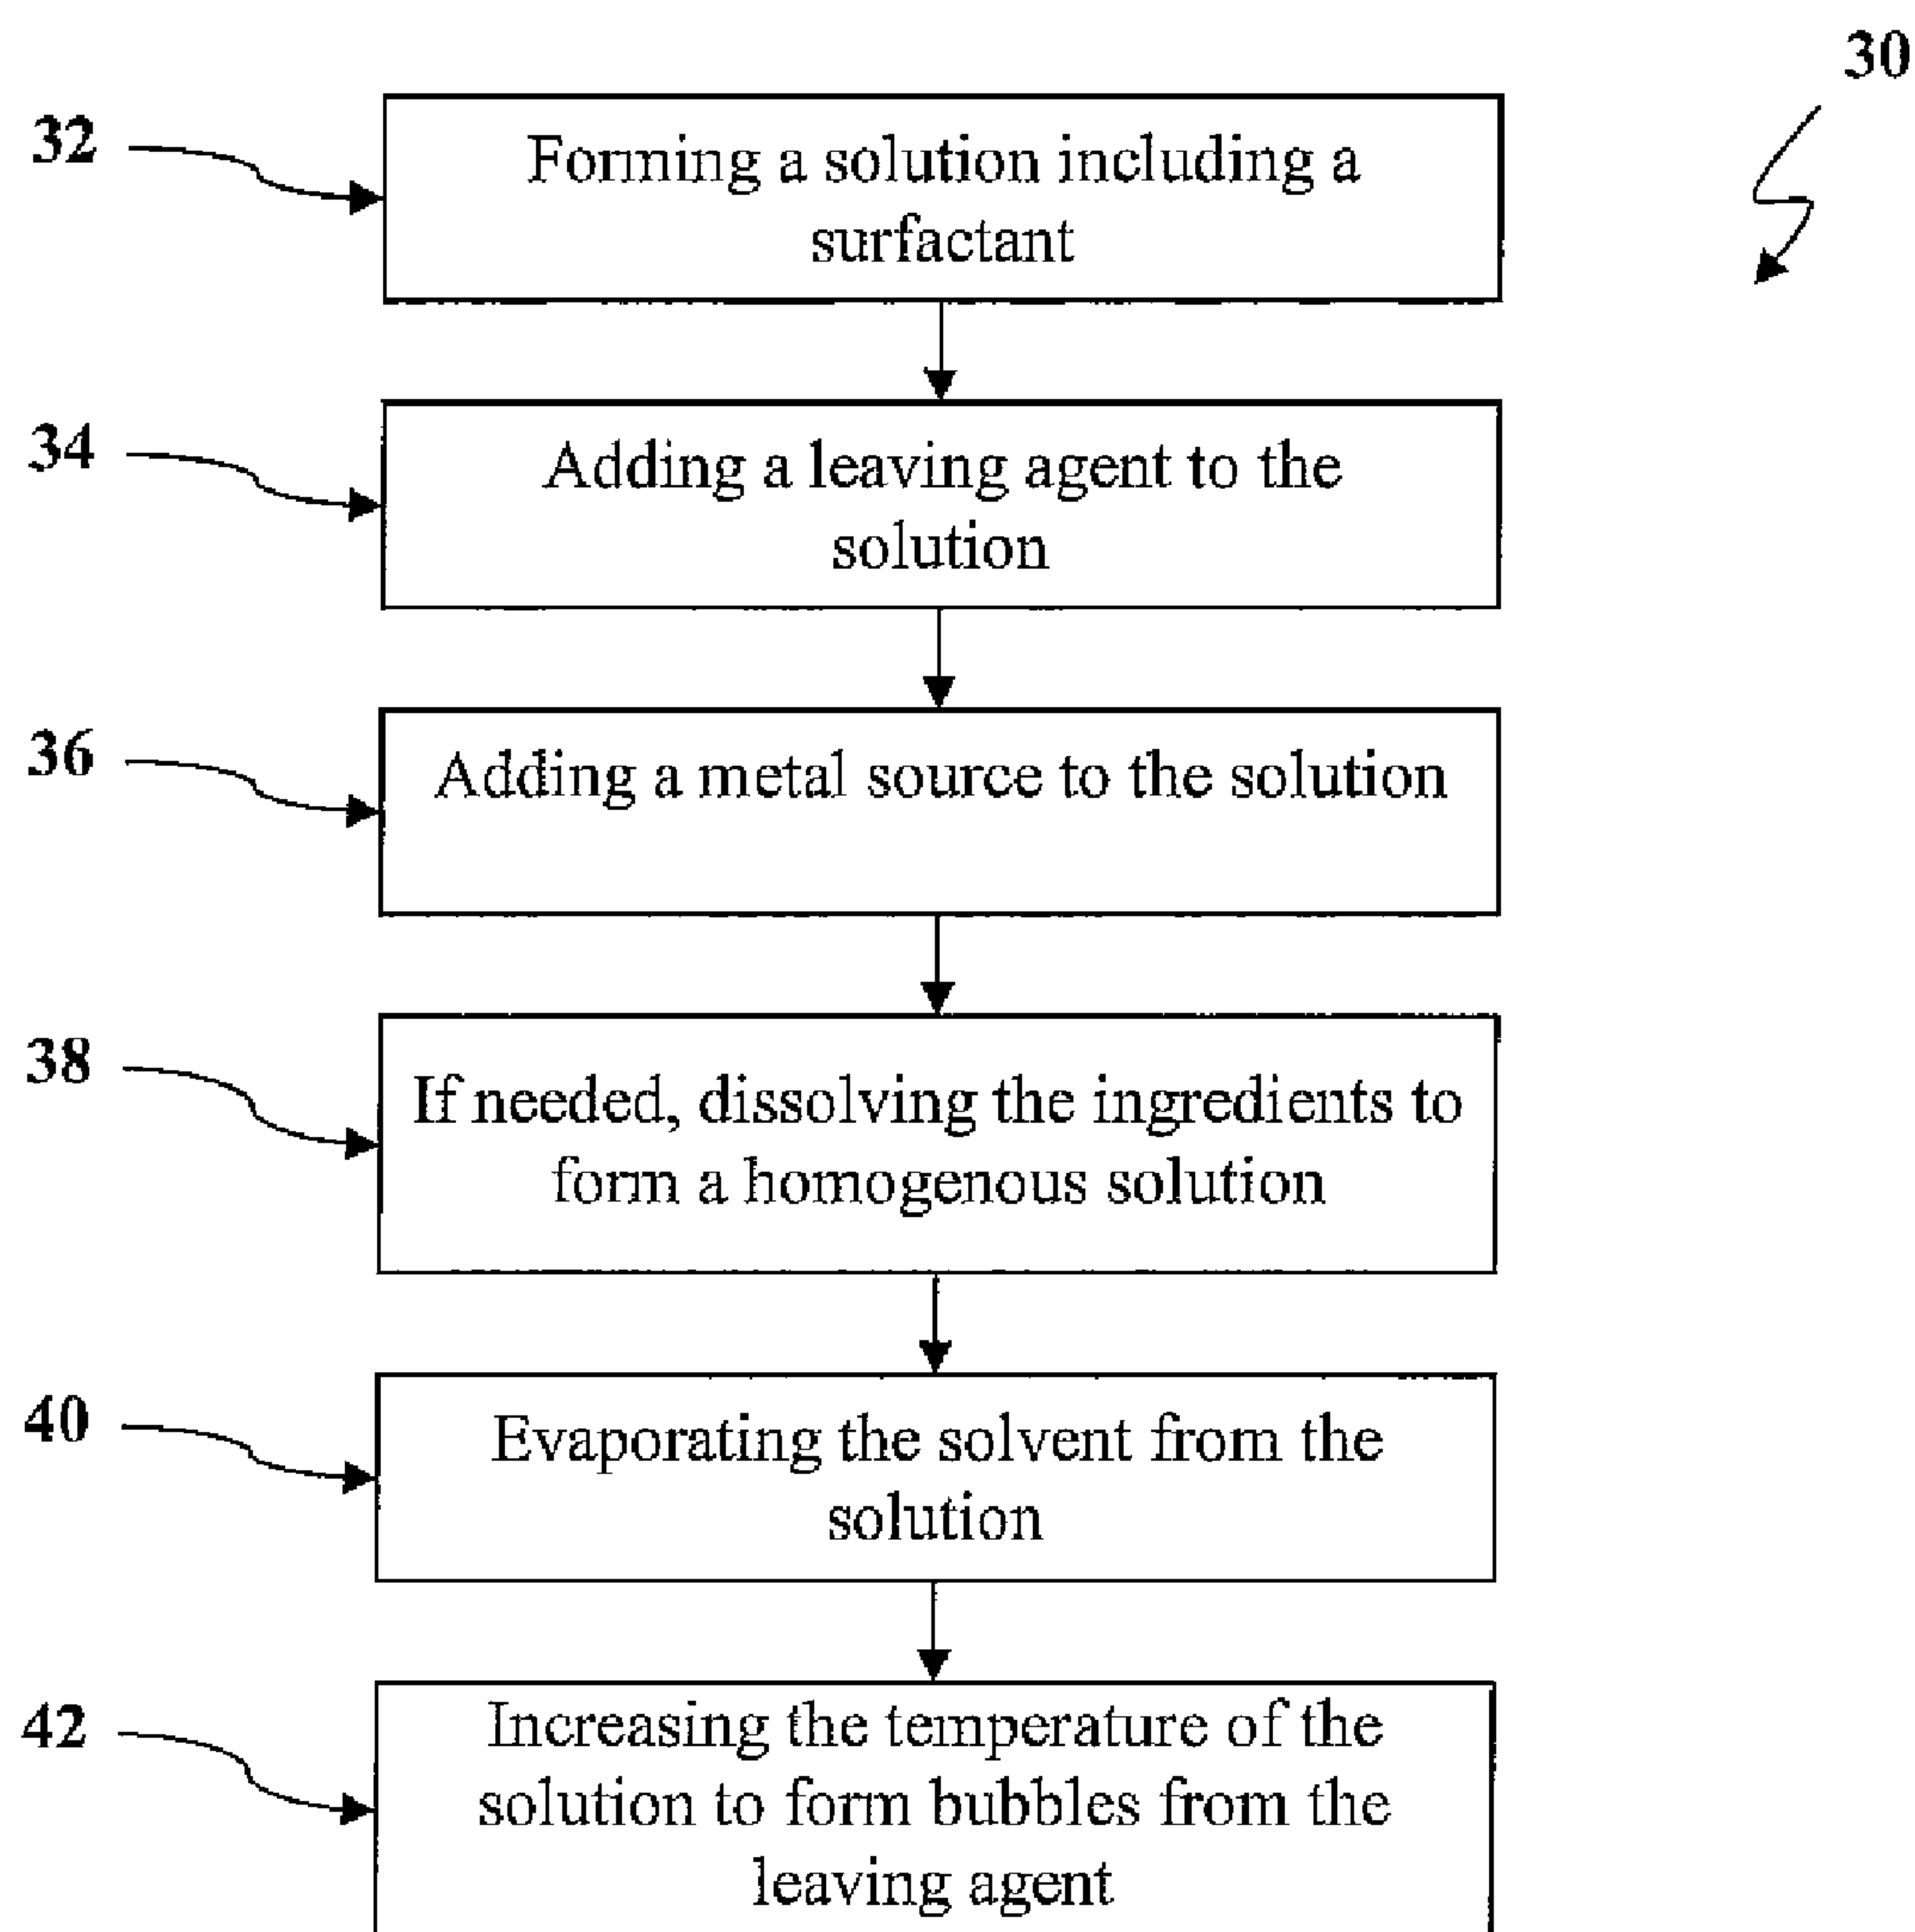 30
32
Forming a solution including a
surfactant
34
Adding a leaving agent to the
solution
36
Adding a metal source to the solution
38
If needed, dissolving the ingredients to
form a homogenous solution
40
Evaporating the solvent from the
solution
42
Increasing the temperature of the
solution to form bubbles from the
leaving agent